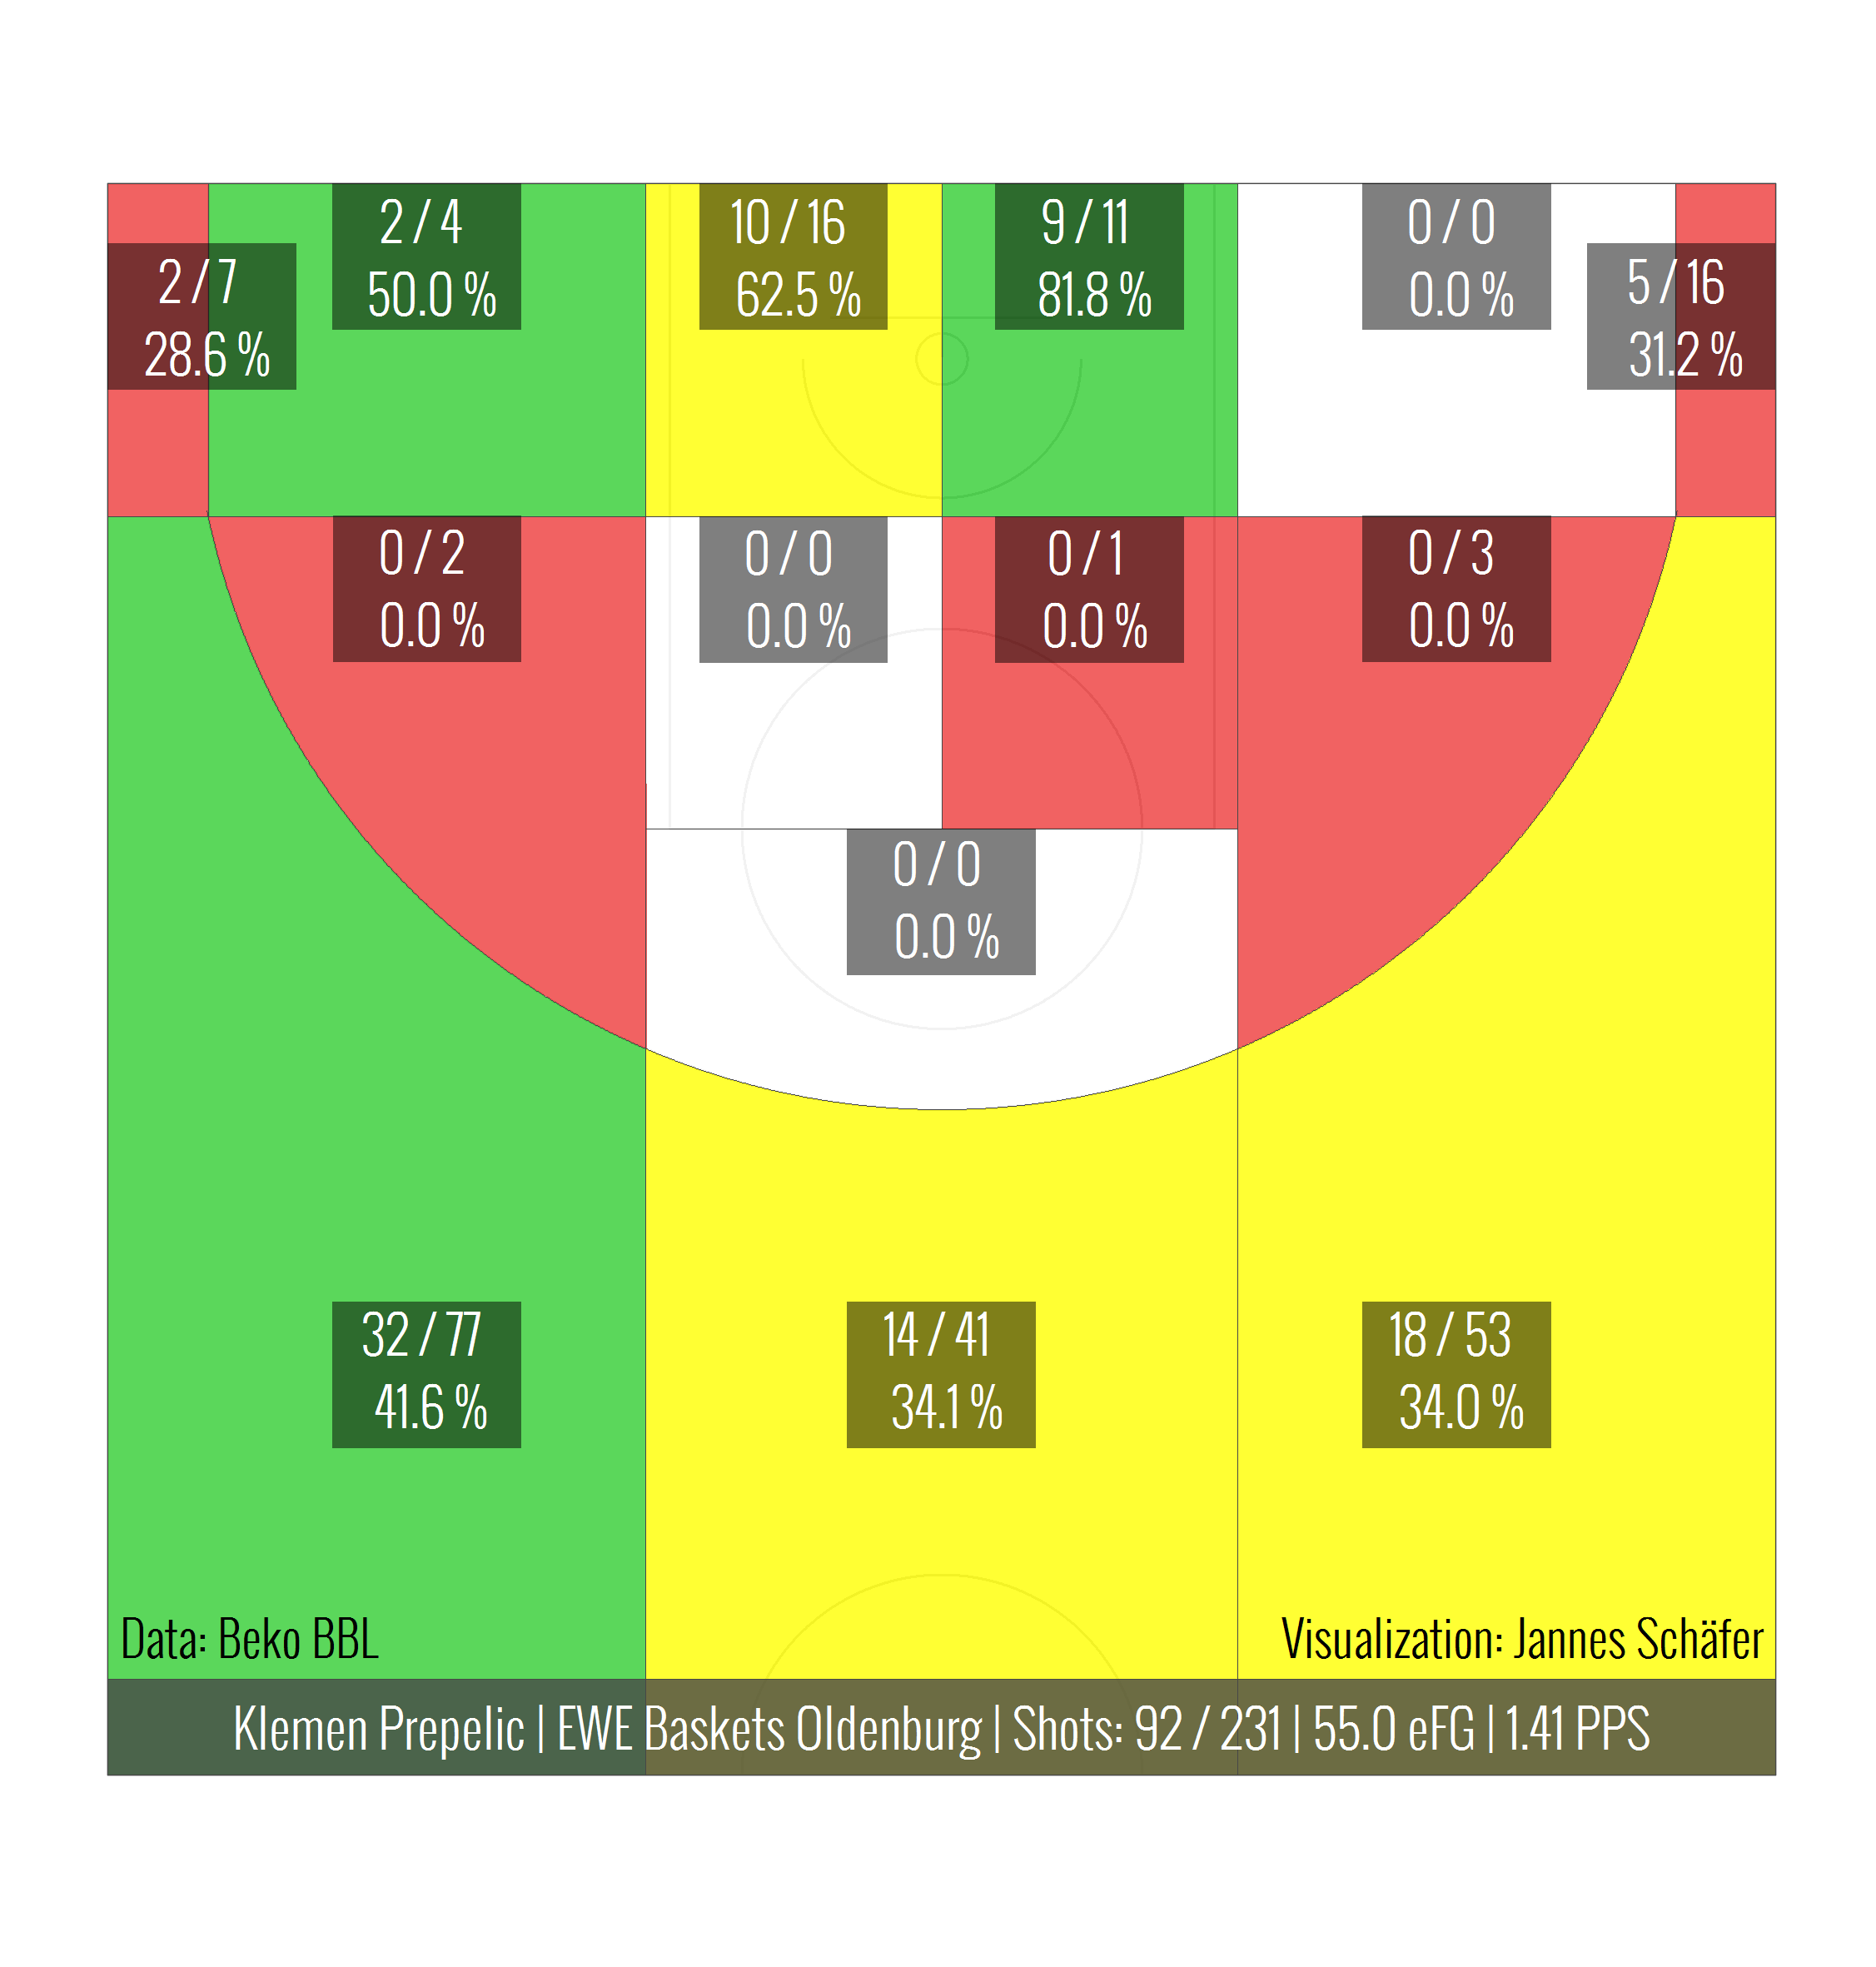 2 / 4
50.0 %
10 / 16
62.5 %
9 / 11
81.8 %
0 / 0
0.0 %
2 / 7
28.6 %
5 / 16
31.2 %
0 / 2
0.0 %
0 / 0
0.0 %
0 / 1
0.0 %
0 / 3
0.0 %
0 / 0
0.0 %
32 / 77
41.6 %
14 / 41
34.1 %
18 / 53
34.0 %
Data: Beko BBL
Visualization: Jannes Schäfer
Klemen Prepelic | EWE Baskets Oldenburg | Shots: 92 / 231 | 55.0 eFG | 1.41 PPS